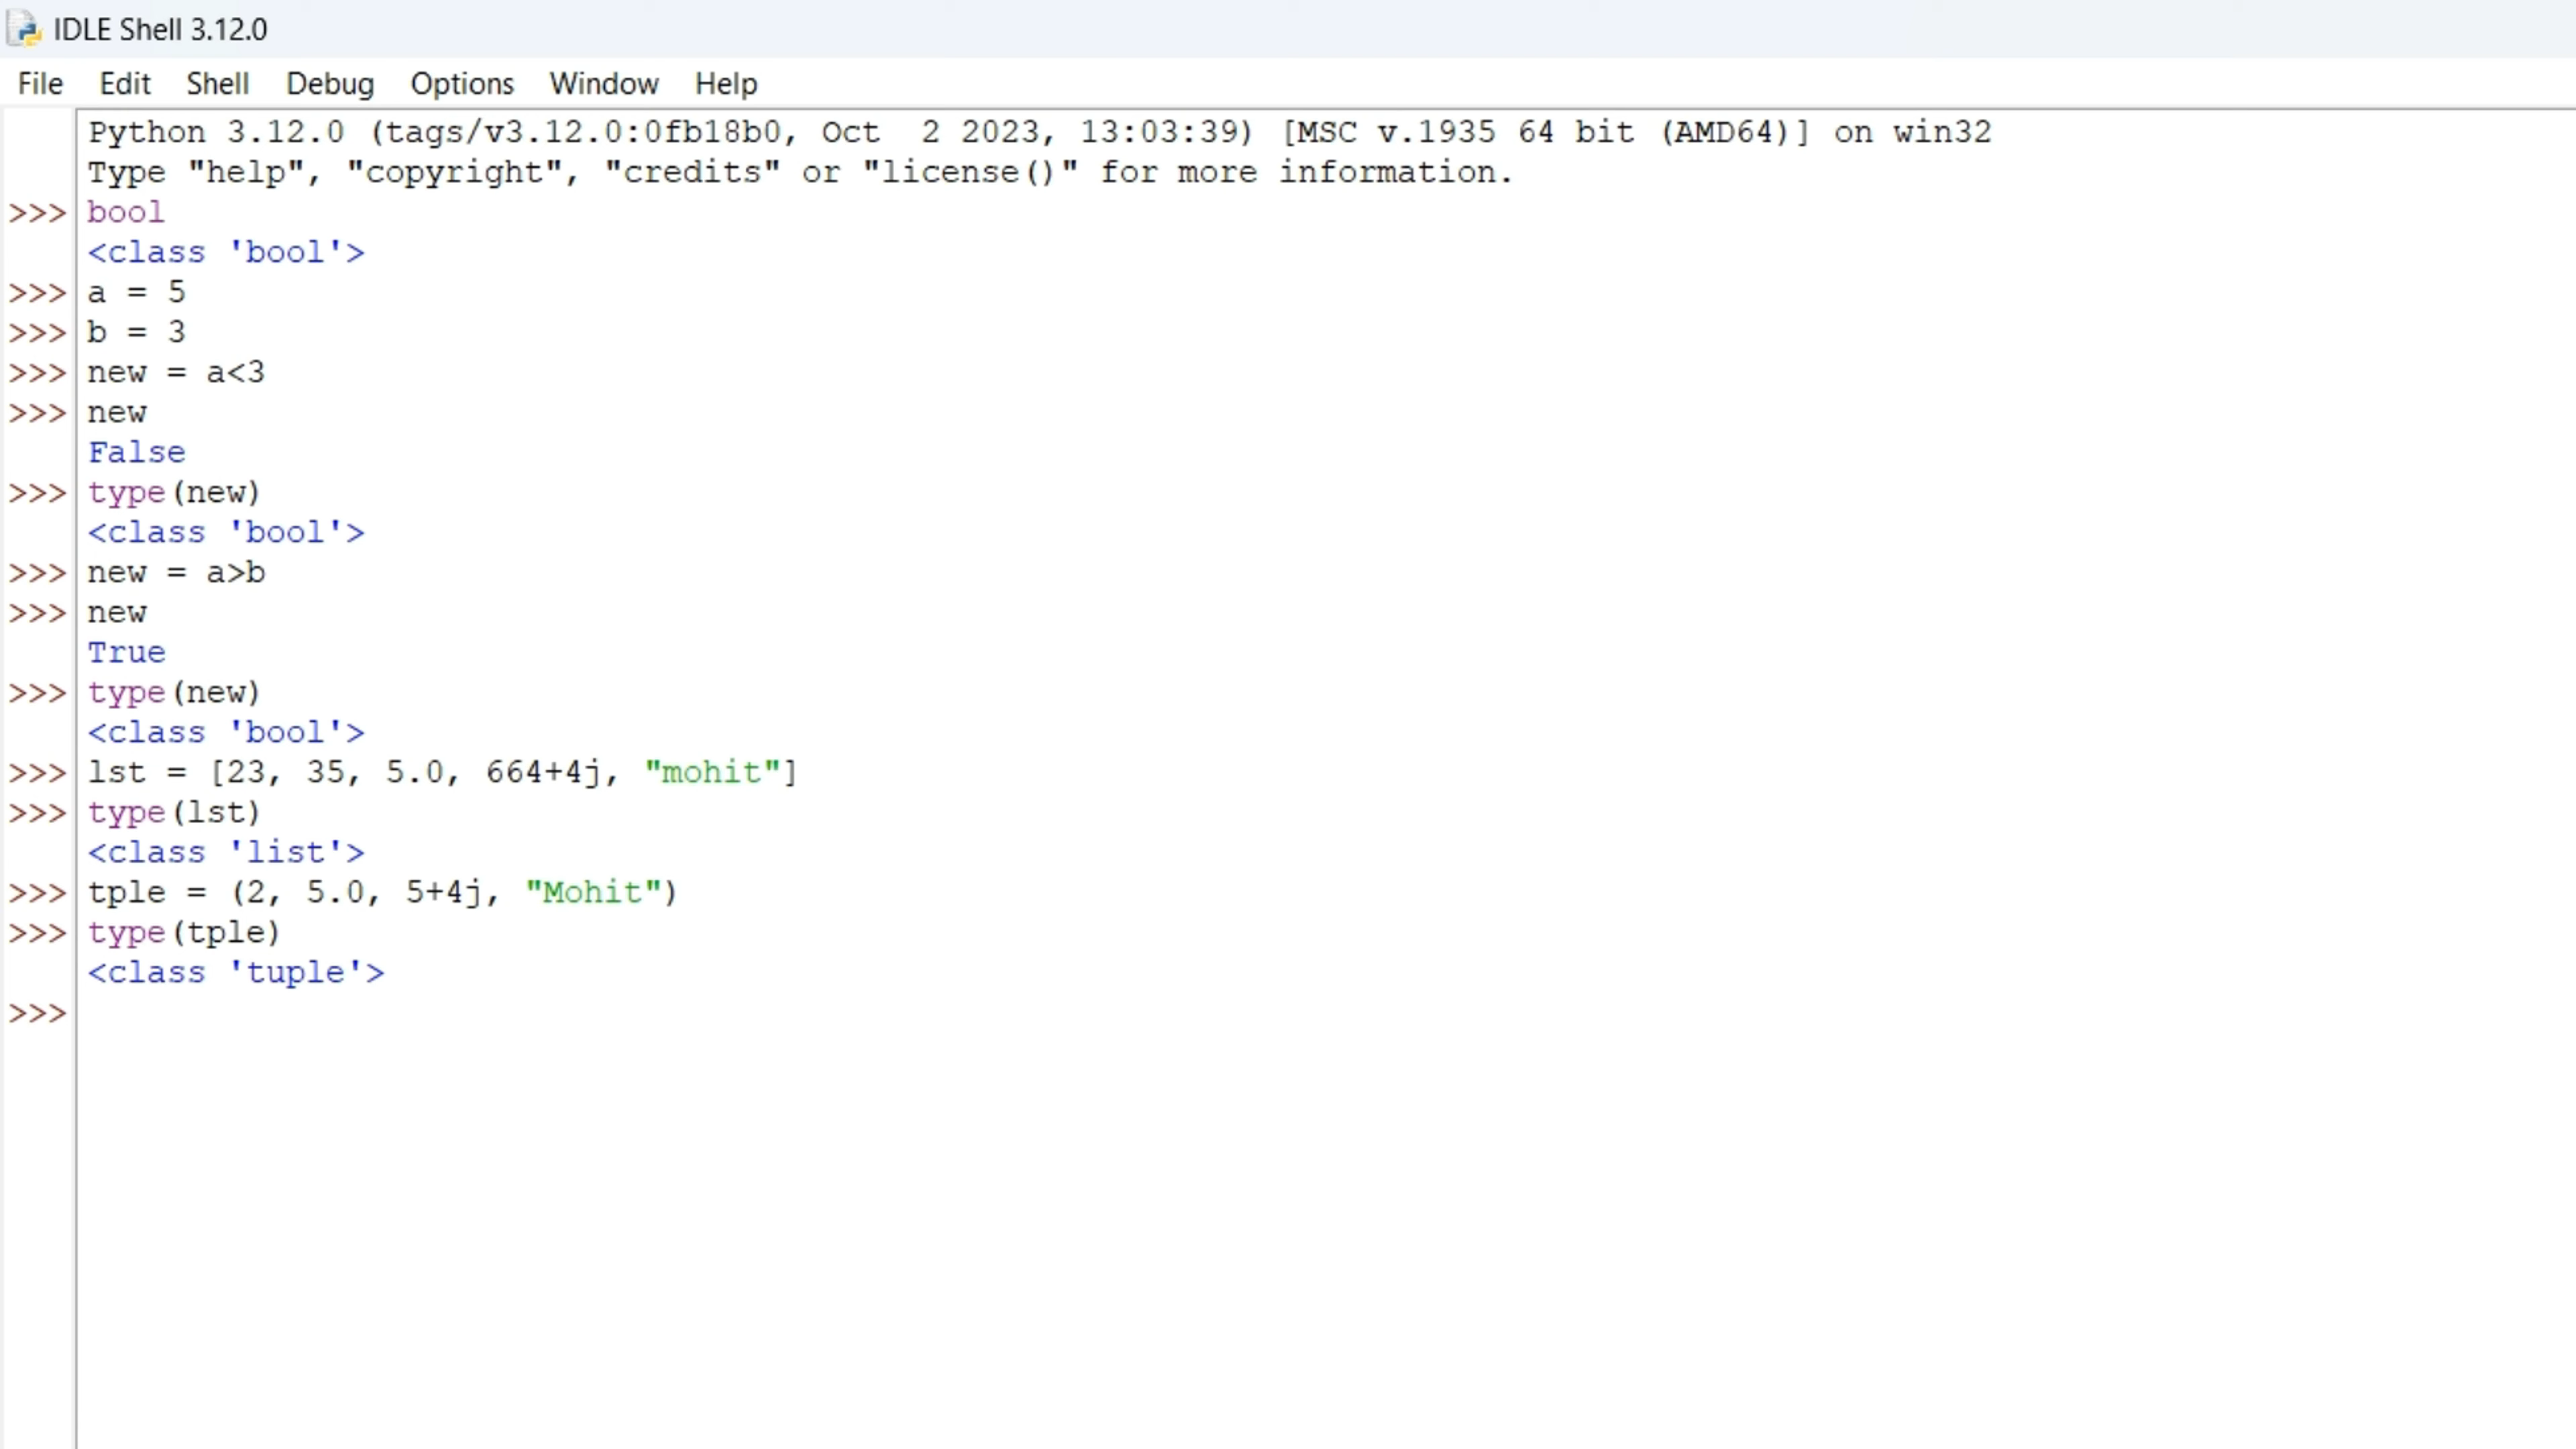 IDLE Shell 3.12.0
File Edit Shell Debug Options Window Help
Python 3.12.0 (tags/v3.12.0:0fb18b0, Oct  2 2023, 13:03:39) [MSC v.1935 64 bit (AMD64)] on win32
Type "help", "copyright", "credits" or "license()" for more information.
>>> bool
<class 'bool'>
>>> a = 5
>>> b = 3
>>> new = a<3
>>> new
False
>>> type(new)
<class 'bool'>
>>> new = a>b
>>> new
True
>>> type(new)
<class 'bool'>
>>> lst = [23, 35, 5.0, 664+4j, "mohit"]
>>> type(lst)
<class 'list'>
>>> tple = (2, 5.0, 5+4j, "Mohit")
>>> type(tple)
<class 'tuple'>
>>>